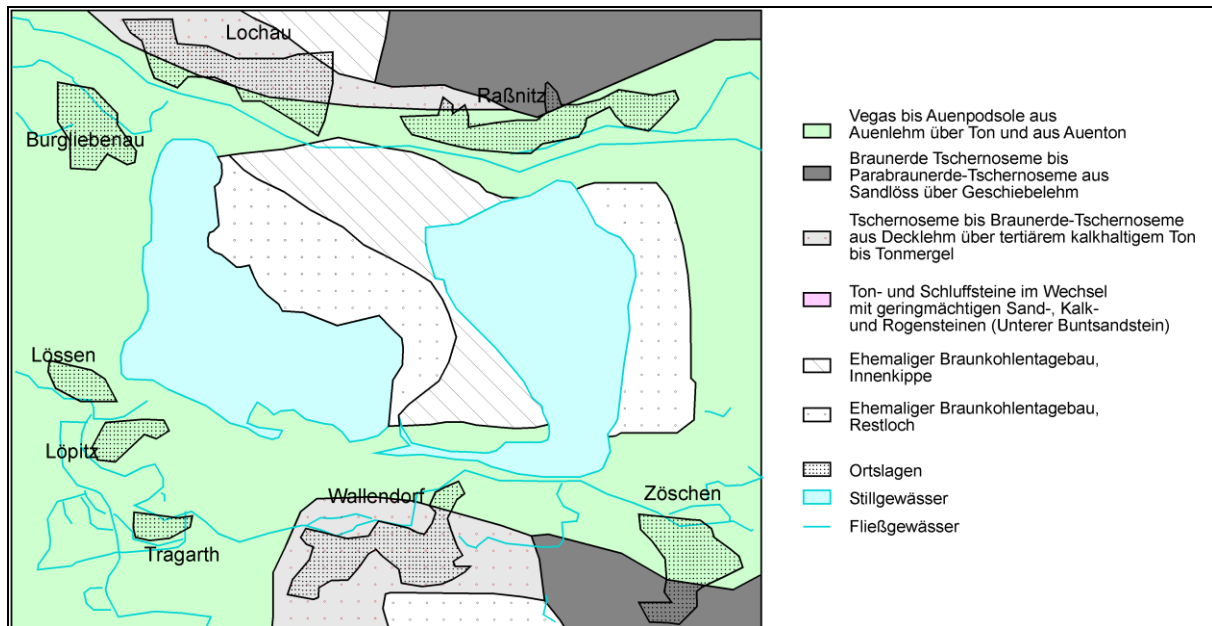 Lochau
Raßnitz
Burgliebenau
Lössen
Löpitz
Wallendorf
Zöschen
Tragarth
Vegas bis Auenpodsole aus
Auenlehm über Ton und aus Auenton
Braunerde Tschernoseme bis
Parabraunerde-Tschernoseme aus
Sandlöss über Geschiebelehm
Tschernoseme bis Braunerde-Tschernoseme
aus Decklehm über tertiärem kalkhaltigem Ton
bis Tonmergel
Ton- und Schluffsteine im Wechsel
mit geringmächtigen Sand-, Kalk-
und Rogensteinen (Unterer Buntsandstein)
Ehemaliger Braunkohlentagebau,
Innenkippe
Ehemaliger Braunkohlentagebau,
Restloch
Ortslagen
Stillgewässer
Fließgewässer